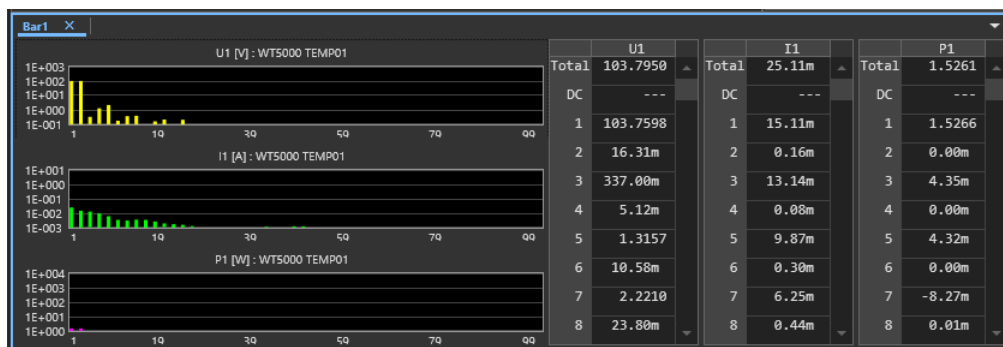 Bar1 ×
U1 [V] : WT5000 TEMP01
1E+003
1E+002
1E+001
1E+000
1E-001
1 19 39 59 79 99
I1 [A] : WT5000 TEMP01
1E+001
1E+000
1E-001
1E-002
1E-003
1 19 39 59 79 99
P1 [W] : WT5000 TEMP01
1E+004
1E+003
1E+002
1E+001
1E+000
1 19 39 59 79 99
U1
Total 103.7950
DC ---
1 103.7598
2 16.31m
3 337.00m
4 5.12m
5 1.3157
6 10.58m
7 2.2210
8 23.80m
I1
Total 25.11m
DC ---
1 15.11m
2 0.16m
3 13.14m
4 0.08m
5 9.87m
6 0.30m
7 6.25m
8 0.44m
P1
Total 1.5261
DC ---
1 1.5266
2 0.00m
3 4.35m
4 0.00m
5 4.32m
6 0.00m
7 -8.27m
8 0.01m